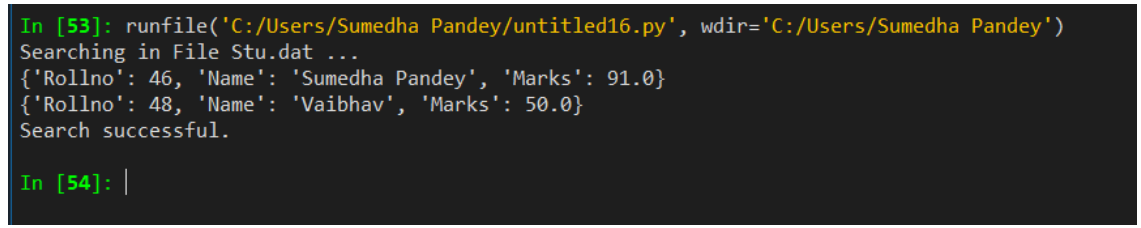 In [53]: runfile('C:/Users/Sumedha Pandey/untitled16.py', wdir='C:/Users/Sumedha Pandey')
Searching in File Stu.dat ...
{'Rollno': 46, 'Name': 'Sumedha Pandey', 'Marks': 91.0}
{'Rollno': 48, 'Name': 'Vaibhav', 'Marks': 50.0}
Search successful.
In [54]: